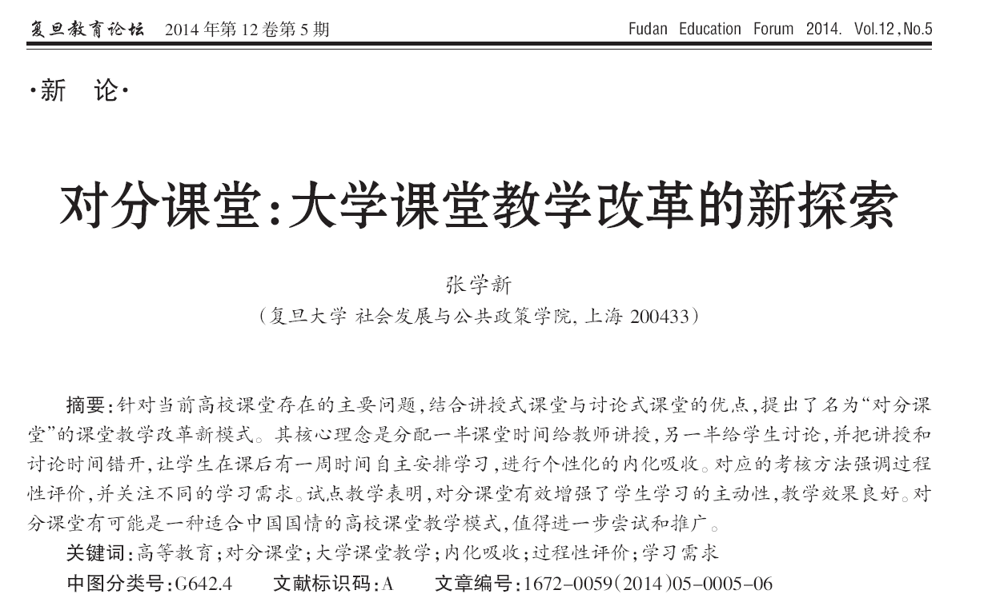 复旦教育论坛 2014年第12卷第5期 Fudan Education Forum 2014. Vol.12,No.5
·新 论·
对分课堂:大学课堂教学改革的新探索
张学新
(复旦大学 社会发展与公共政策学院, 上海 200433)
摘要:针对当前高校课堂存在的主要问题,结合讲授式课堂与讨论式课堂的优点,提出了名为“对分课
堂”的课堂教学改革新模式。其核心理念是分配一半课堂时间给教师讲授,另一半给学生讨论,并把讲授和
讨论时间错开,让学生在课后有一周时间自主安排学习,进行个性化的内化吸收。对应的考核方法强调过程
性评价,并关注不同的学习需求。试点教学表明,对分课堂有效增强了学生学习的主动性,教学效果良好。对
分课堂有可能是一种适合中国国情的高校课堂教学模式,值得进一步尝试和推广。
关键词:高等教育;对分课堂;大学课堂教学;内化吸收;过程性评价;学习需求
中图分类号:G642.4 文献标识码:A 文章编号:1672-0059(2014)05-0005-06